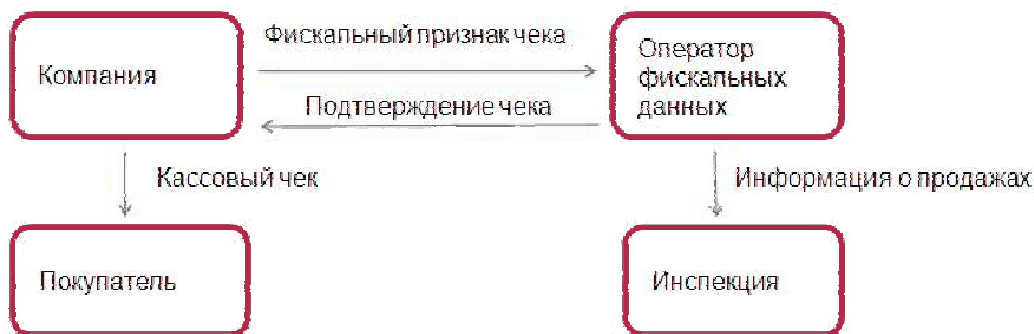 Фискальный признак чека
Компания
Оператор
фискальных
данных
Подтверждение чека
Кассовый чек
Информация о продажах
Покупатель
Инспекция